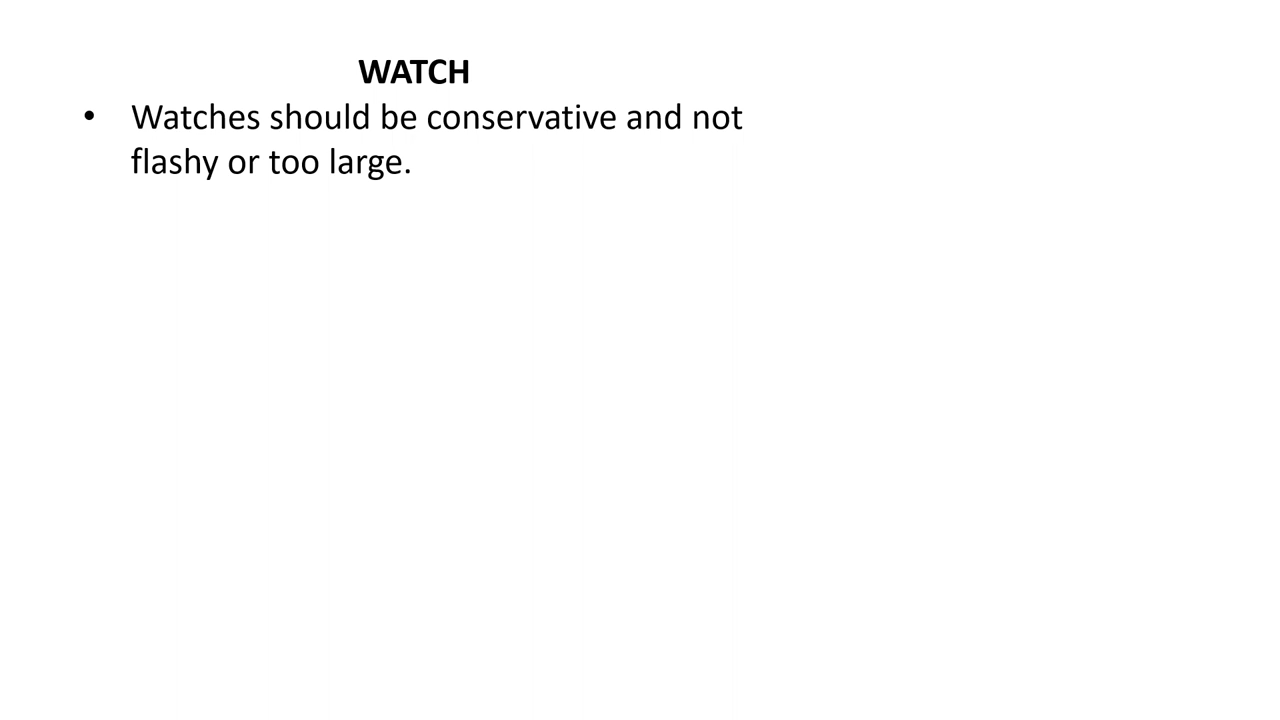 WATCH
• Watches should be conservative and not
flashy or too large.